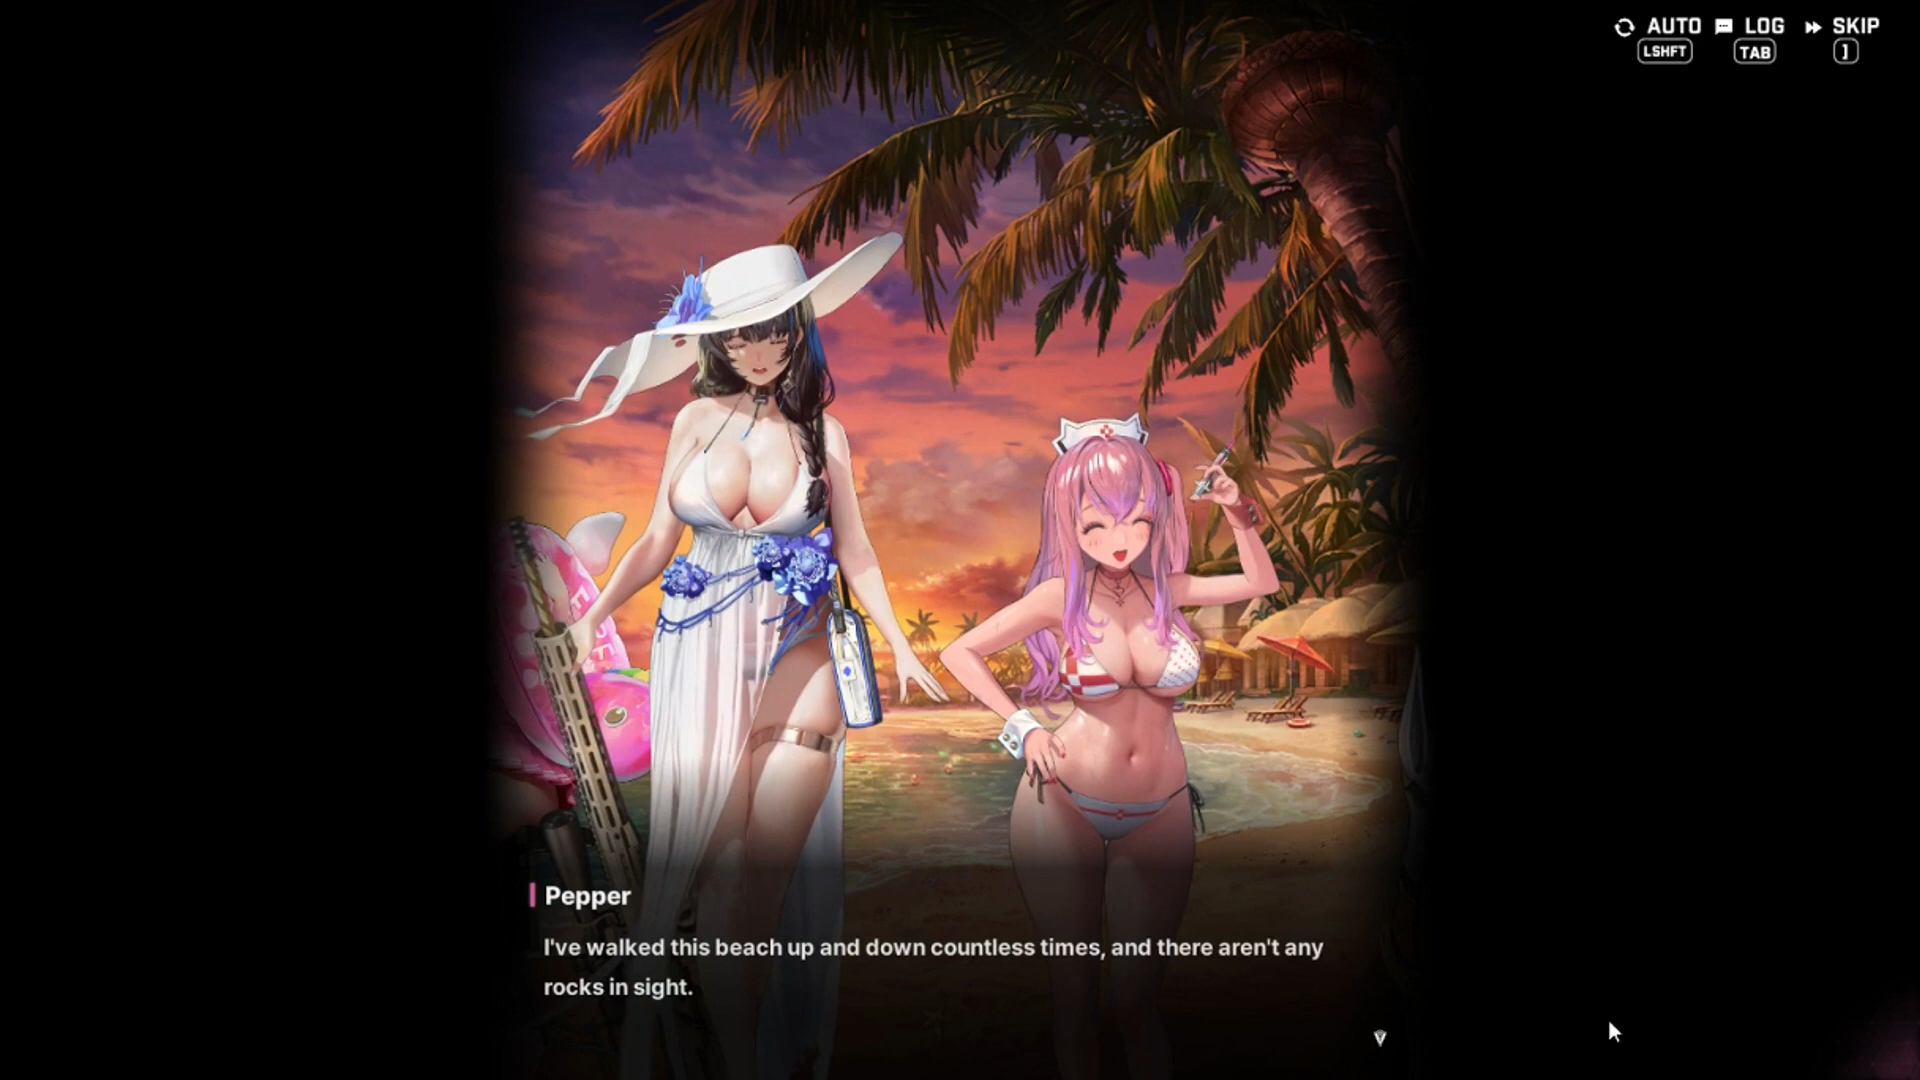 AUTO LOG SKIP
LSHFT TAB ]
Pepper
I've walked this beach up and down countless times, and there aren't any
rocks in sight.